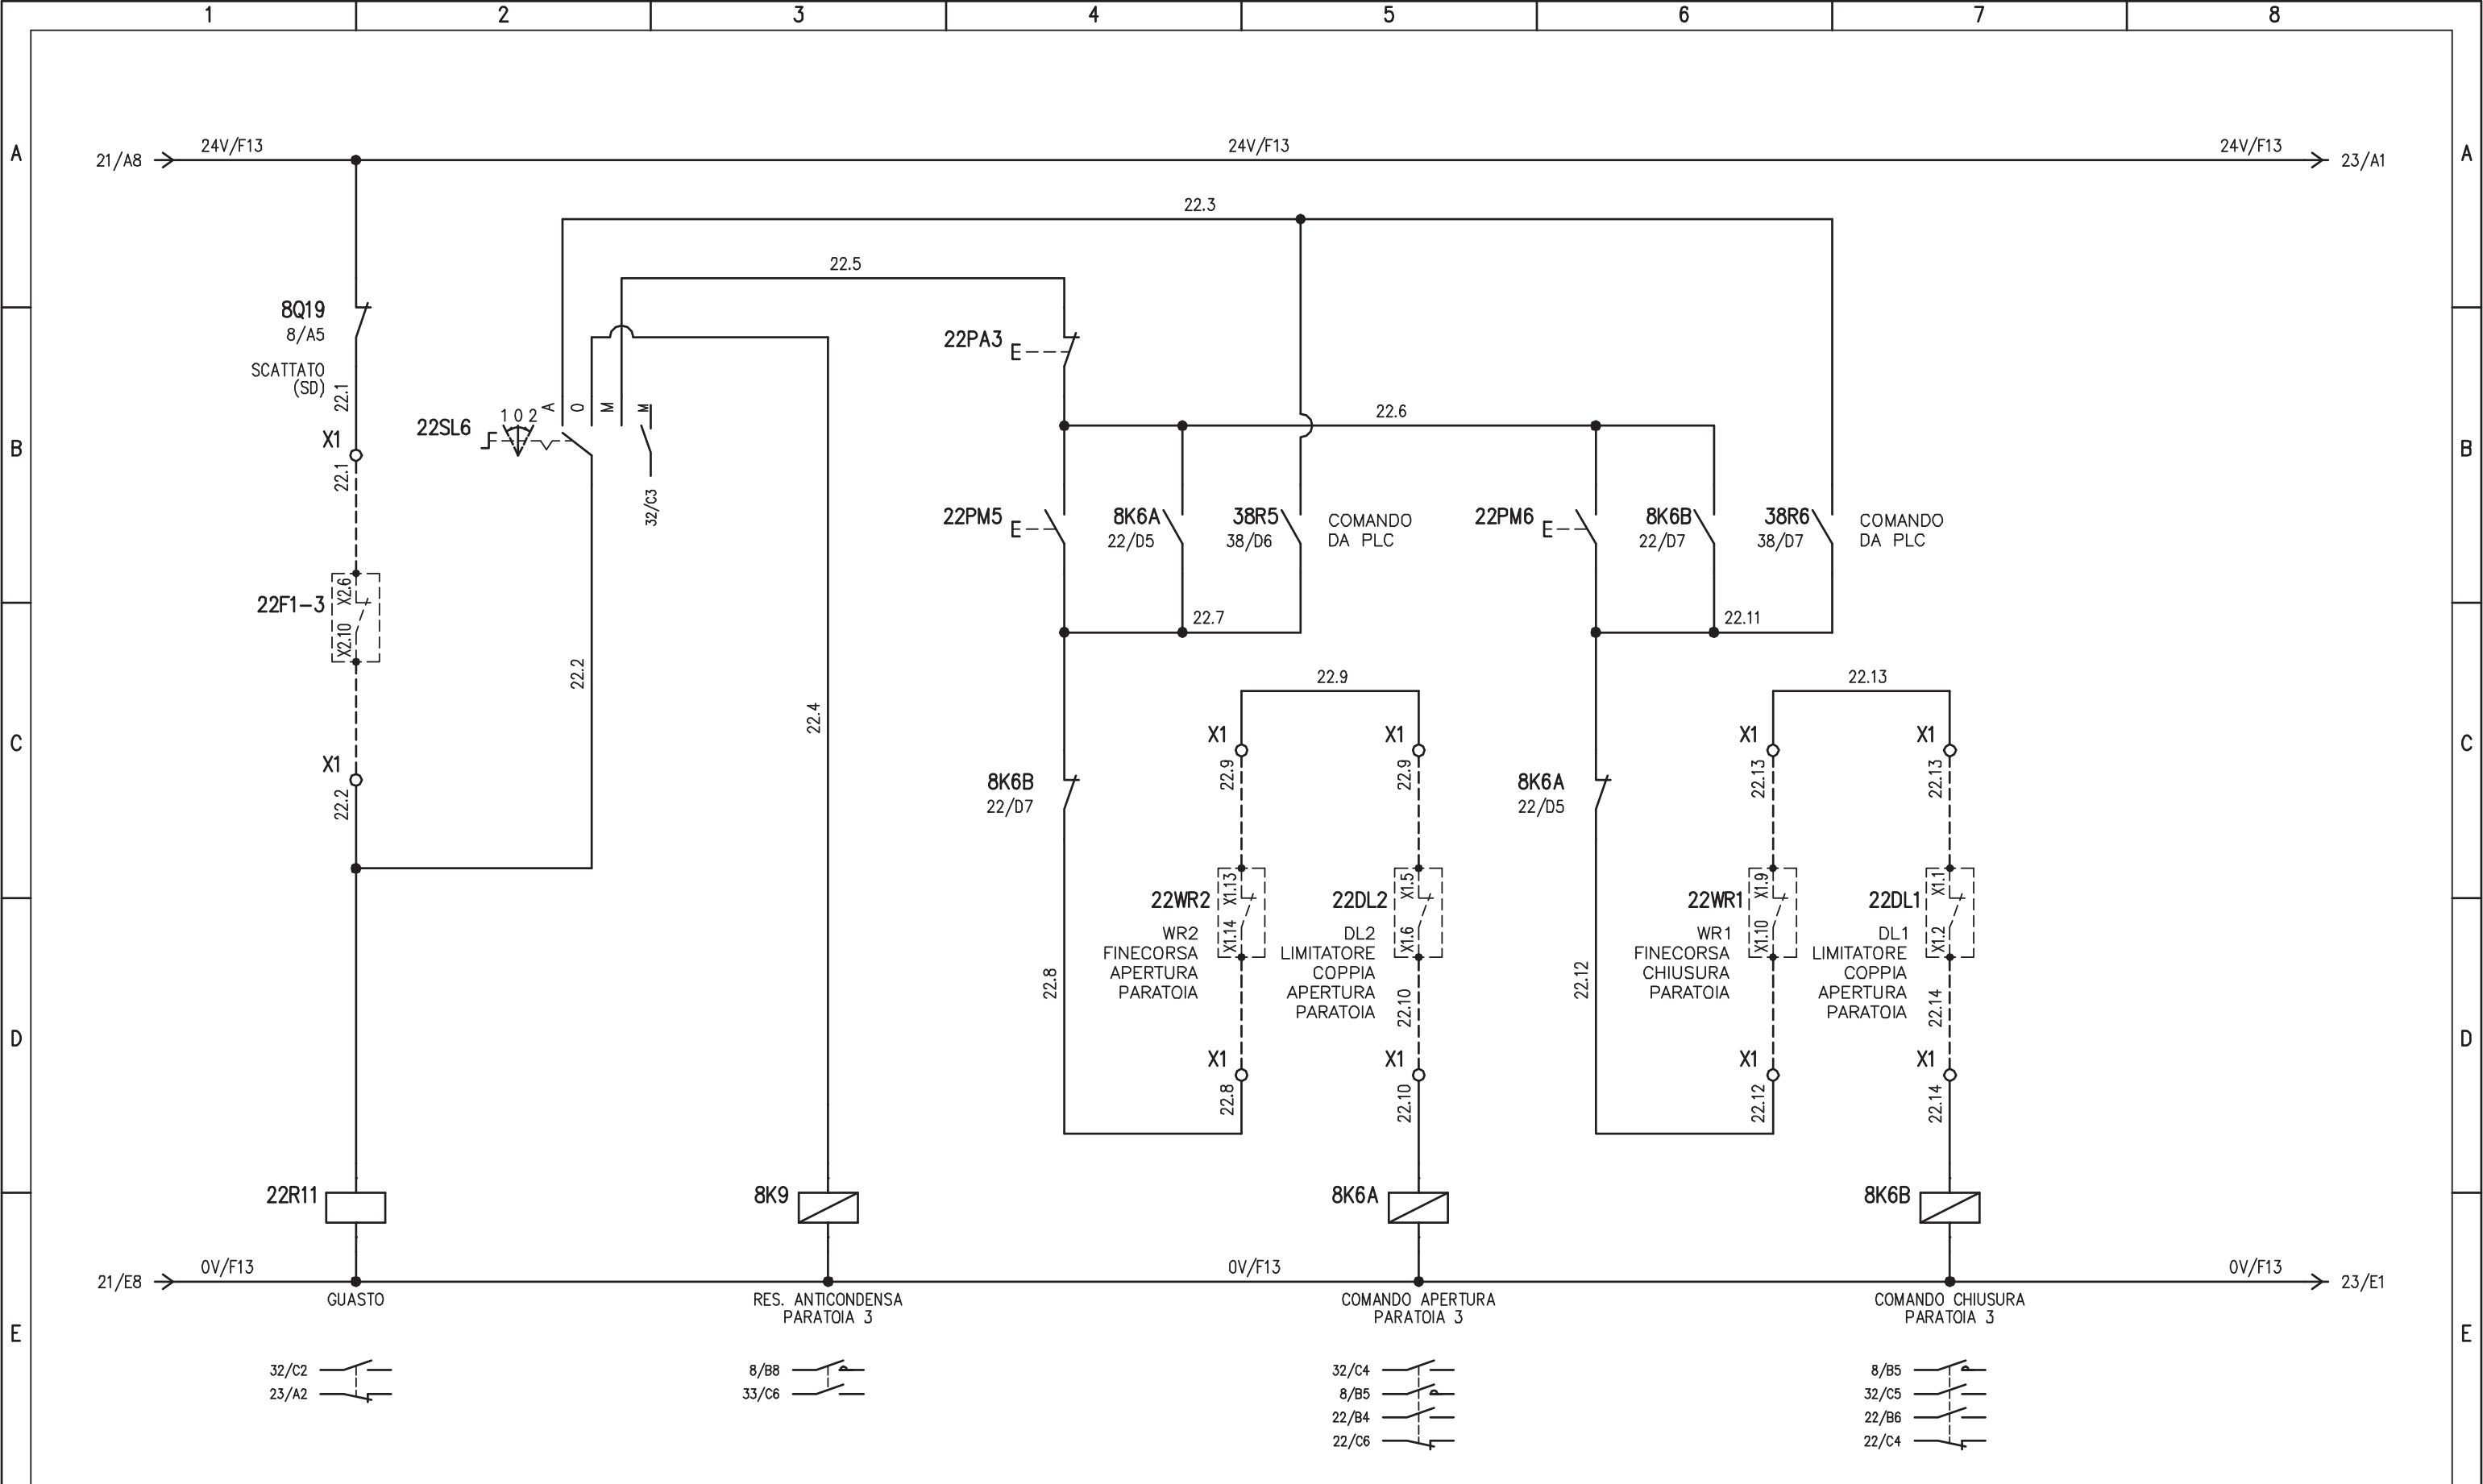 1 2 3 4 5 6 7 8
A
24V/F13 24V/F13 24V/F13
21/A8 23/A1
A
22.3
22.5
8Q19
8/A5
SCATTATO
(SD)
22.1
X1
22.1
22PA3 E
22SL6
1 0 2
A
0
M
M
32/C3
22.6
B
B
22PM5 E
8K6A
22/D5
38R5
38/D6
COMANDO
DA PLC
22PM6 E
8K6B
22/D7
38R6
38/D7
COMANDO
DA PLC
22F1-3
X2.6
X2.10
22.7
22.11
22.2
22.4
22.9
22.13
C
C
X1
22.2
8K6B
22/D7
X1
22.9
X1
22.9
8K6A
22/D5
X1
22.13
X1
22.13
22WR2
X1.13
X1.14
WR2
FINECORSA
APERTURA
PARATOIA
22DL2
X1.5
X1.6
DL2
LIMITATORE
COPPIA
APERTURA
PARATOIA
22WR1
X1.9
X1.10
WR1
FINECORSA
CHIUSURA
PARATOIA
22DL1
X1.1
X1.2
DL1
LIMITATORE
COPPIA
APERTURA
PARATOIA
22.8
22.10
22.12
22.14
D
D
X1
22.8
X1
22.10
X1
22.12
X1
22.14
22R11
8K9
8K6A
8K6B
0V/F13 0V/F13 0V/F13
21/E8 23/E1
GUASTO
RES. ANTICONDENSA
PARATOIA 3
COMANDO APERTURA
PARATOIA 3
COMANDO CHIUSURA
PARATOIA 3
E
E
32/C2
23/A2
8/B8
33/C6
32/C4
8/B5
22/B4
22/C6
8/B5
32/C5
22/B6
22/C4